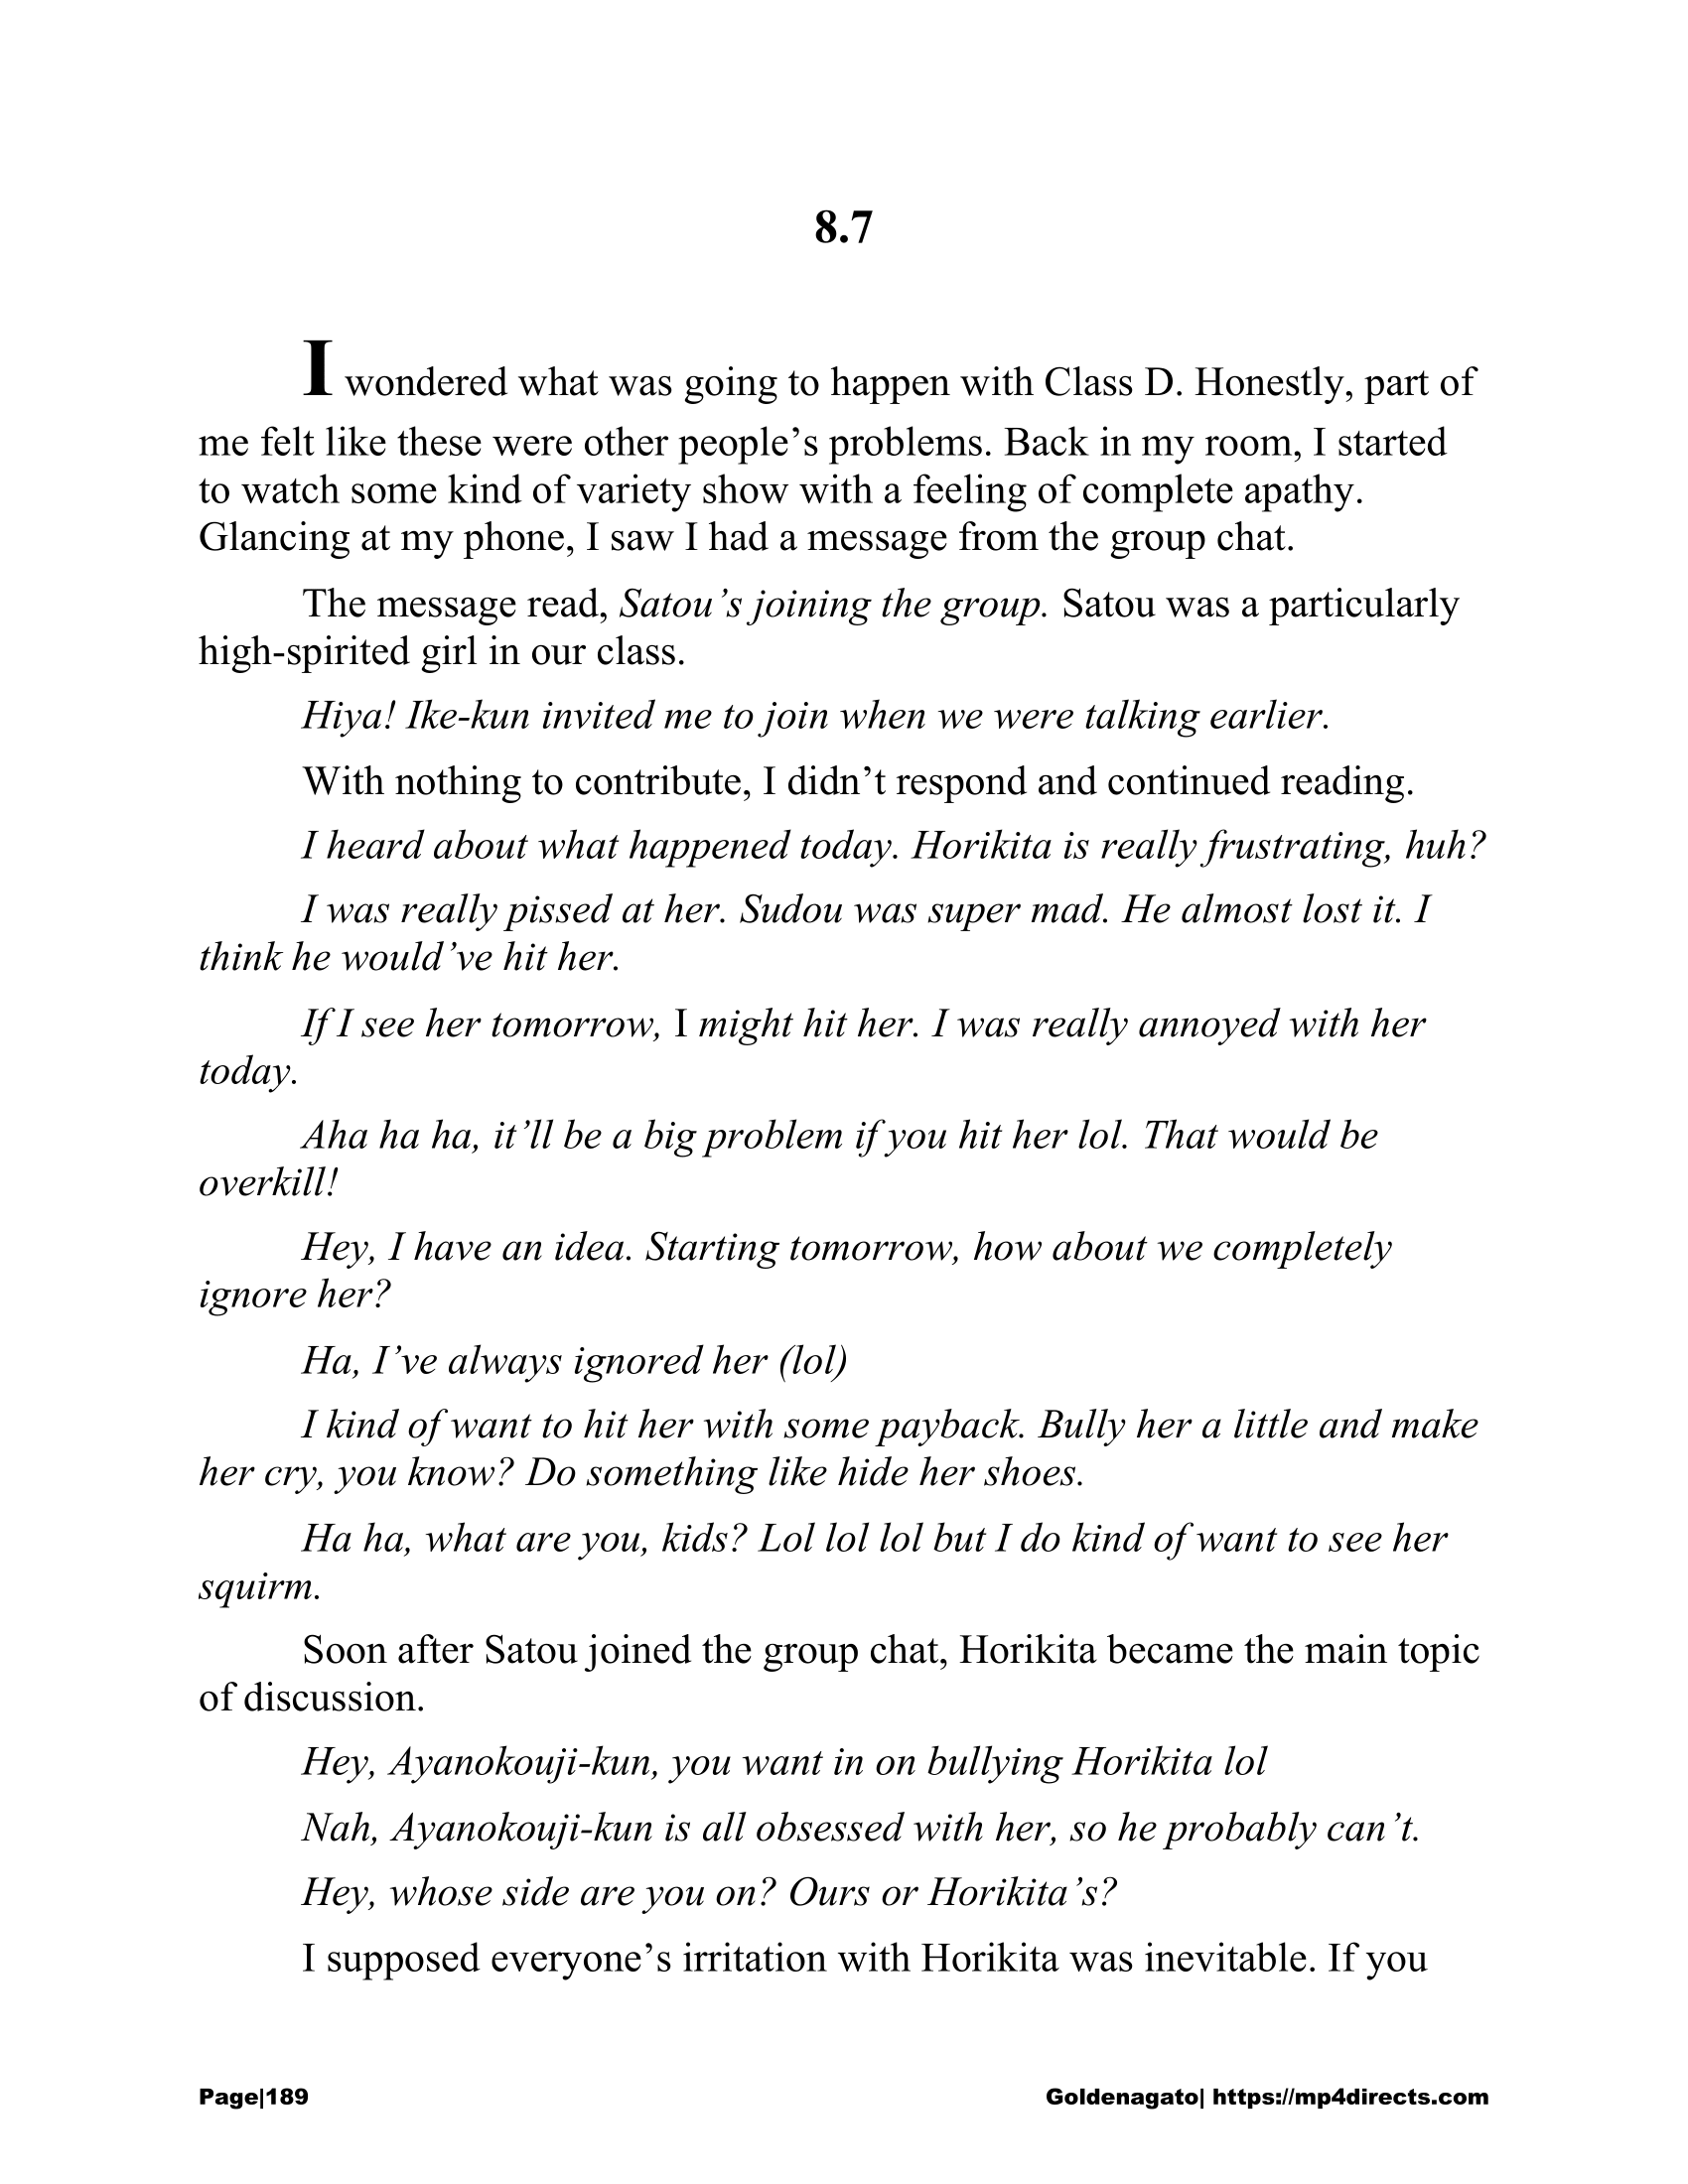 8.7
I wondered what was going to happen with Class D. Honestly, part of
me felt like these were other people’s problems. Back in my room, I started
to watch some kind of variety show with a feeling of complete apathy.
Glancing at my phone, I saw I had a message from the group chat.
The message read, Satou’s joining the group. Satou was a particularly
high-spirited girl in our class.
Hiya! Ike-kun invited me to join when we were talking earlier.
With nothing to contribute, I didn’t respond and continued reading.
I heard about what happened today. Horikita is really frustrating, huh?
I was really pissed at her. Sudou was super mad. He almost lost it. I
think he would’ve hit her.
If I see her tomorrow, I might hit her. I was really annoyed with her
today.
Aha ha ha, it’ll be a big problem if you hit her lol. That would be
overkill!
Hey, I have an idea. Starting tomorrow, how about we completely
ignore her?
Ha, I’ve always ignored her (lol)
I kind of want to hit her with some payback. Bully her a little and make
her cry, you know? Do something like hide her shoes.
Ha ha, what are you, kids? Lol lol lol but I do kind of want to see her
squirm.
Soon after Satou joined the group chat, Horikita became the main topic
of discussion.
Hey, Ayanokouji-kun, you want in on bullying Horikita lol
Nah, Ayanokouji-kun is all obsessed with her, so he probably can’t.
Hey, whose side are you on? Ours or Horikita’s?
I supposed everyone’s irritation with Horikita was inevitable. If you
Page|189 Goldenagato| https://mp4directs.com